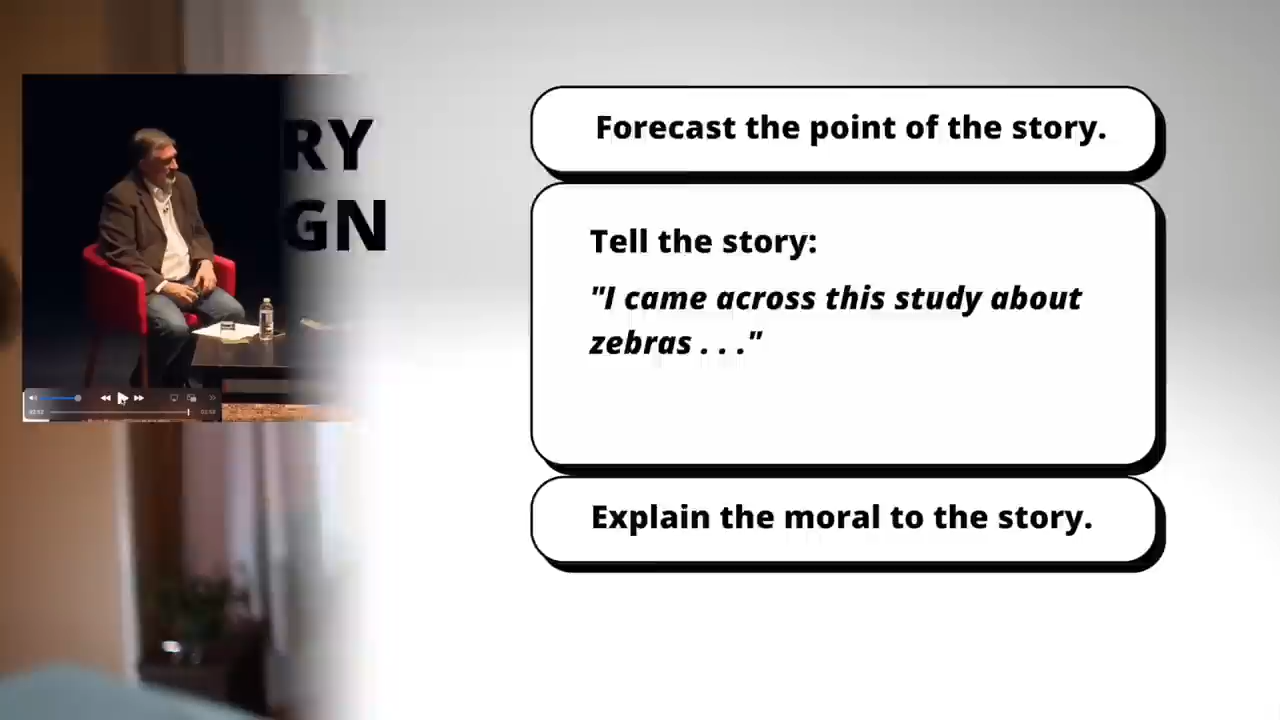 RY
GN
Forecast the point of the story.
Tell the story:
"I came across this study about
zebras . . ."
Explain the moral to the story.